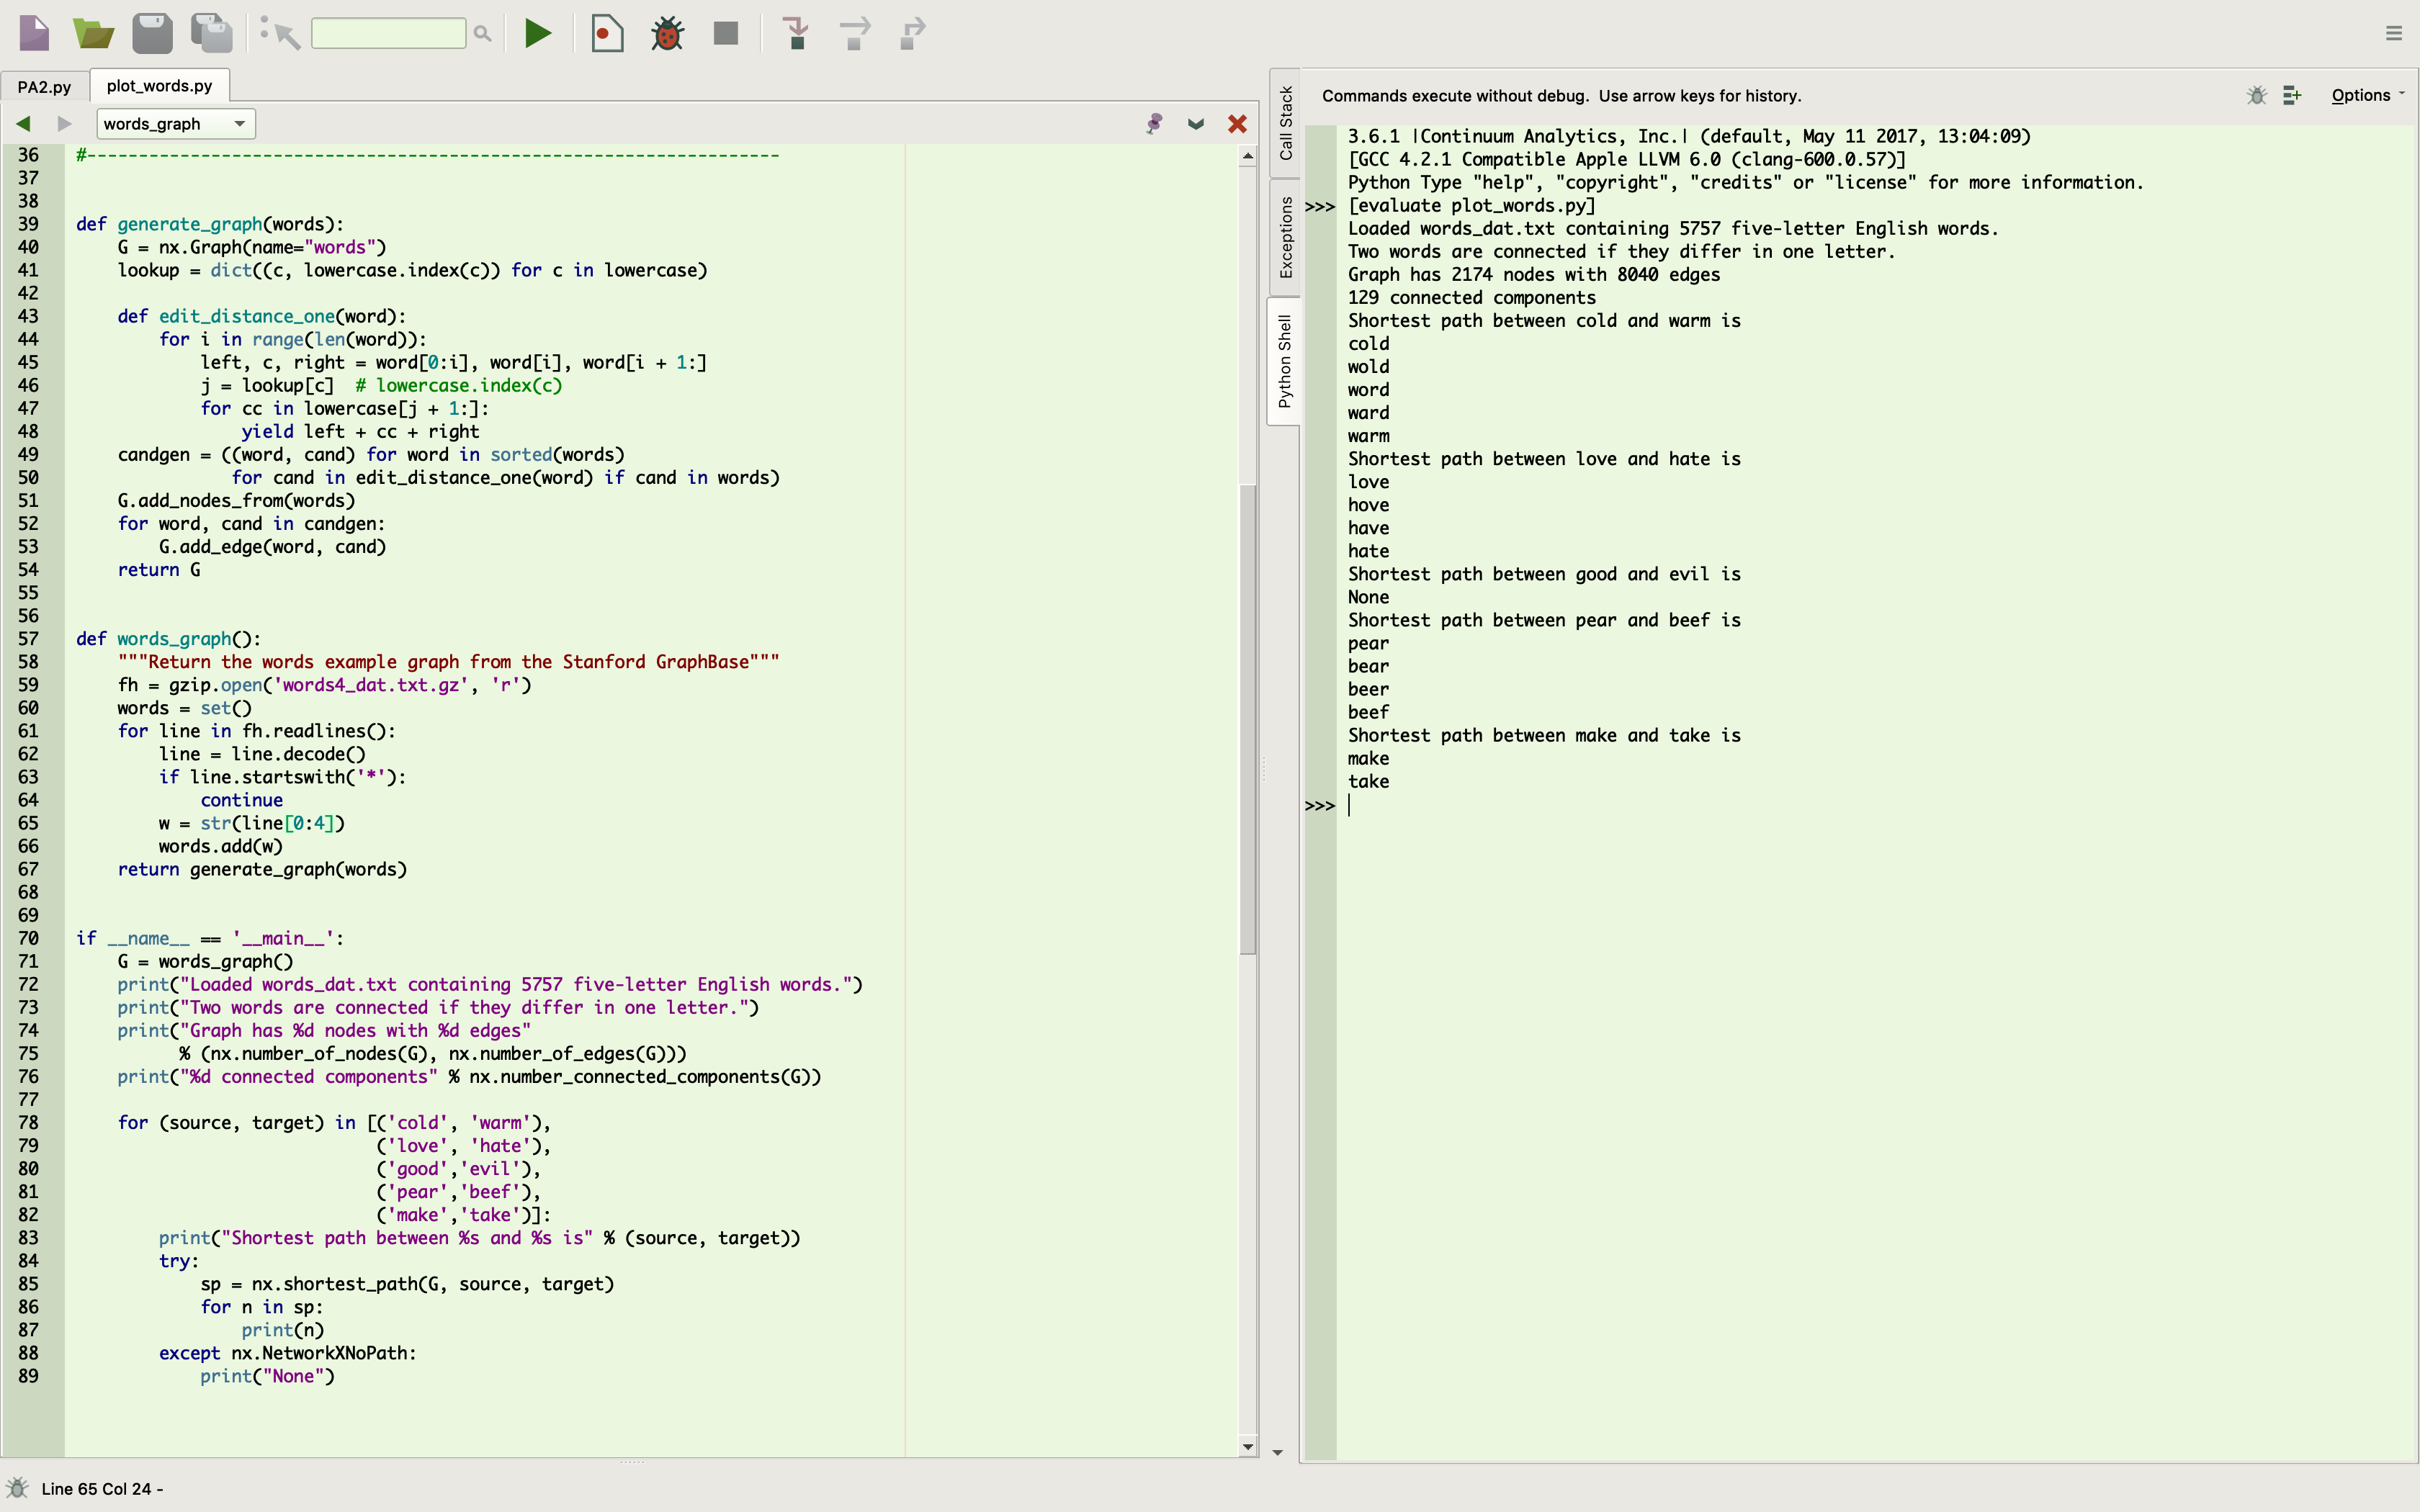 PA2.py
plot_words.py
words_graph
36 #-------------------------------------------------------------------
37
38
39 def generate_graph(words):
40     G = nx.Graph(name="words")
41     lookup = dict((c, lowercase.index(c)) for c in lowercase)
42
43     def edit_distance_one(word):
44         for i in range(len(word)):
45             left, c, right = word[0:i], word[i], word[i + 1:]
46             j = lookup[c]  # lowercase.index(c)
47             for cc in lowercase[j + 1:]:
48                 yield left + cc + right
49     candgen = ((word, cand) for word in sorted(words)
50                for cand in edit_distance_one(word) if cand in words)
51     G.add_nodes_from(words)
52     for word, cand in candgen:
53         G.add_edge(word, cand)
54     return G
55
56
57 def words_graph():
58     """Return the words example graph from the Stanford GraphBase"""
59     fh = gzip.open('words4_dat.txt.gz', 'r')
60     words = set()
61     for line in fh.readlines():
62         line = line.decode()
63         if line.startswith('*'):
64             continue
65         w = str(line[0:4])
66         words.add(w)
67     return generate_graph(words)
68
69
70 if __name__ == '__main__':
71     G = words_graph()
72     print("Loaded words_dat.txt containing 5757 five-letter English words.")
73     print("Two words are connected if they differ in one letter.")
74     print("Graph has %d nodes with %d edges"
75           % (nx.number_of_nodes(G), nx.number_of_edges(G)))
76     print("%d connected components" % nx.number_connected_components(G))
77
78     for (source, target) in [('cold', 'warm'),
79                              ('love', 'hate'),
80                              ('good','evil'),
81                              ('pear','beef'),
82                              ('make','take')]:
83         print("Shortest path between %s and %s is" % (source, target))
84         try:
85             sp = nx.shortest_path(G, source, target)
86             for n in sp:
87                 print(n)
88         except nx.NetworkXNoPath:
89             print("None")
Line 65 Col 24 -
Call Stack
Exceptions
Python Shell
Commands execute without debug.  Use arrow keys for history.
Options
3.6.1 |Continuum Analytics, Inc.| (default, May 11 2017, 13:04:09)
[GCC 4.2.1 Compatible Apple LLVM 6.0 (clang-600.0.57)]
Python Type "help", "copyright", "credits" or "license" for more information.
>>> [evaluate plot_words.py]
Loaded words_dat.txt containing 5757 five-letter English words.
Two words are connected if they differ in one letter.
Graph has 2174 nodes with 8040 edges
129 connected components
Shortest path between cold and warm is
cold
wold
word
ward
warm
Shortest path between love and hate is
love
hove
have
hate
Shortest path between good and evil is
None
Shortest path between pear and beef is
pear
bear
beer
beef
Shortest path between make and take is
make
take
>>>